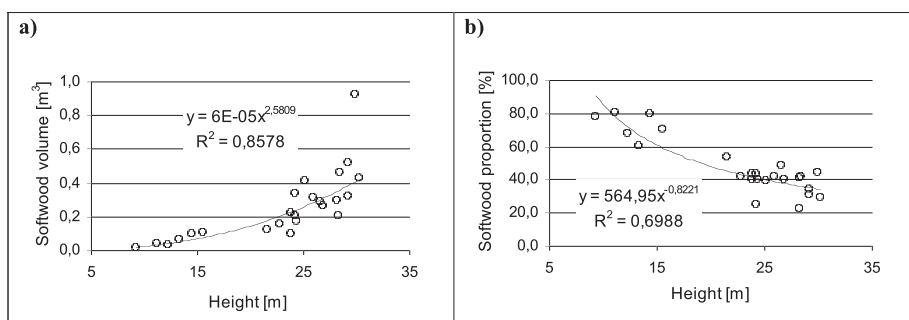 a)
Softwood volume [m³]
1,0
0,8
0,6
0,4
0,2
0,0
y = 6E-05x^2,5809
R² = 0,8578
5 15 25 35
Height [m]
b)
Softwood proportion [%]
100,0
80,0
60,0
40,0
20,0
0,0
y = 564,95x^-0,8221
R² = 0,6988
5 15 25 35
Height [m]